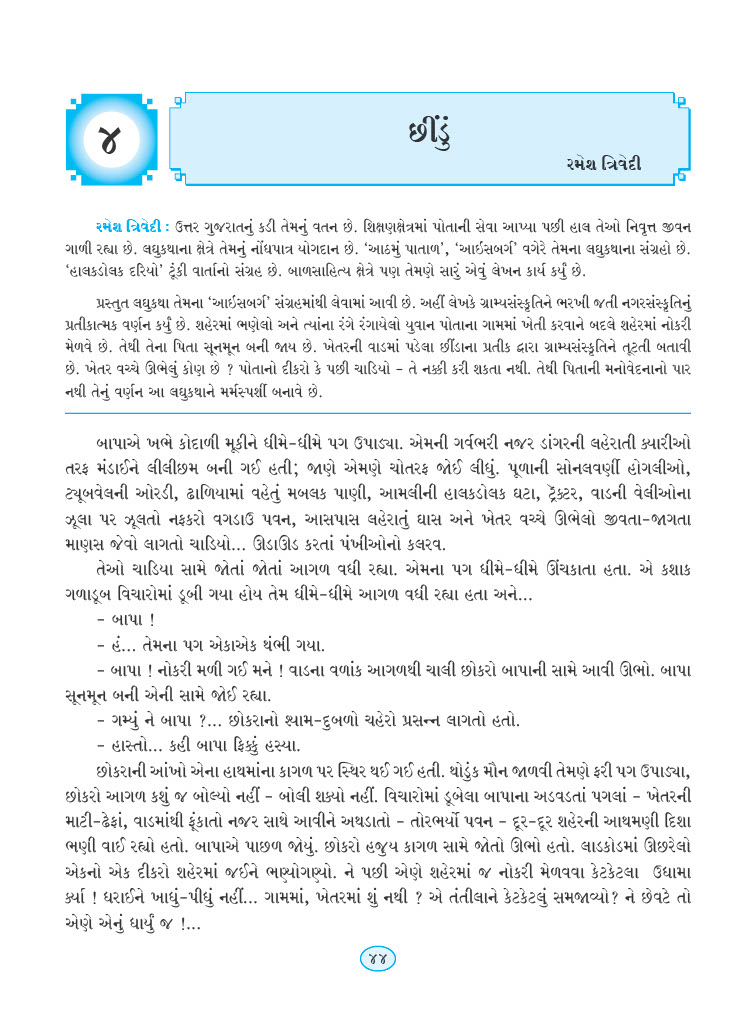 ૪
છીંડું
રમેશ ત્રિવેદી
રમેશ ત્રિવેદી : ઉત્તર ગુજરાતનું કડી તેમનું વતન છે. શિક્ષણક્ષેત્રમાં પોતાની સેવા આપ્યા પછી હાલ તેઓ નિવૃત્ત જીવન
ગાળી રહ્યા છે. લઘુકથાના ક્ષેત્રે તેમનું નોંધપાત્ર યોગદાન છે. ‘આઠમું પાતાળ’, ‘આઈસબર્ગ’ વગેરે તેમના લઘુકથાના સંગ્રહો છે.
‘હાલકડોલક દરિયો’ ટૂંકી વાર્તાનો સંગ્રહ છે. બાળસાહિત્ય ક્ષેત્રે પણ તેમણે સારું એવું લેખન કાર્ય કર્યું છે.
પ્રસ્તુત લઘુકથા તેમના ‘આઈસબર્ગ’ સંગ્રહમાંથી લેવામાં આવી છે. અહીં લેખકે ગ્રામ્યસંસ્કૃતિને ભરખી જતી નગરસંસ્કૃતિનું
પ્રતીકાત્મક વર્ણન કર્યું છે. શહેરમાં ભણેલો અને ત્યાંના રંગે રંગાયેલો યુવાન પોતાના ગામમાં ખેતી કરવાને બદલે શહેરમાં નોકરી
મેળવે છે. તેથી તેના પિતા સૂનમૂન બની જાય છે. ખેતરની વાડમાં પડેલા છીંડાના પ્રતીક દ્વારા ગ્રામ્યસંસ્કૃતિને તૂટતી બતાવી
છે. ખેતર વચ્ચે ઊભેલું કોણ છે ? પોતાનો દીકરો કે પછી ચાડિયો – તે નક્કી કરી શકતા નથી. તેથી પિતાની મનોવેદનાનો પાર
નથી તેનું વર્ણન આ લઘુકથાને મર્મસ્પર્શી બનાવે છે.
બાપાએ ખભે કોદાળી મૂકીને ધીમે-ધીમે પગ ઉપાડ્યા. એમની ગર્વભરી નજર ડાંગરની લહેરાતી ક્યારીઓ
તરફ મંડાઈને લીલીછમ બની ગઈ હતી; જાણે એમણે ચોતરફ જોઈ લીધું. પૂળાની સોનલવર્ણી હોગલીઓ,
ટ્યૂબવેલની ઓરડી, ઢાળિયામાં વહેતું મબલક પાણી, આમલીની હાલકડોલક ઘટા, ટ્રૅક્ટર, વાડની વેલીઓના
ઝૂલા પર ઝૂલતો નફકરો વગડાઉ પવન, આસપાસ લહેરાતું ઘાસ અને ખેતર વચ્ચે ઊભેલો જીવતા-જાગતા
માણસ જેવો લાગતો ચાડિયો... ઊડાઊડ કરતાં પંખીઓનો કલરવ.
તેઓ ચાડિયા સામે જોતાં જોતાં આગળ વધી રહ્યા. એમના પગ ધીમે-ધીમે ઊંચકાતા હતા. એ કશાક
ગળાડૂબ વિચારોમાં ડૂબી ગયા હોય તેમ ધીમે-ધીમે આગળ વધી રહ્યા હતા અને...
– બાપા !
– હં... તેમના પગ એકાએક થંભી ગયા.
– બાપા ! નોકરી મળી ગઈ મને ! વાડના વળાંક આગળથી ચાલી છોકરો બાપાની સામે આવી ઊભો. બાપા
સૂનમૂન બની એની સામે જોઈ રહ્યા.
– ગમ્યું ને બાપા ?... છોકરાનો શ્યામ-દુબળો ચહેરો પ્રસન્ન લાગતો હતો.
– હાસ્તો... કહી બાપા ફિક્કું હસ્યા.
છોકરાની આંખો એના હાથમાંના કાગળ પર સ્થિર થઈ ગઈ હતી. થોડુંક મૌન જાળવી તેમણે ફરી પગ ઉપાડ્યા,
છોકરો આગળ કશું જ બોલ્યો નહીં – બોલી શક્યો નહીં. વિચારોમાં ડૂબેલા બાપાના અડવડતાં પગલાં – ખેતરની
માટી-ઢેફાં, વાડમાંથી ફૂંકાતો નજર સાથે આવીને અથડાતો – તોરભર્યો પવન – દૂર-દૂર શહેરની આથમણી દિશા
ભણી વાઈ રહ્યો હતો. બાપાએ પાછળ જોયું. છોકરો હજુય કાગળ સામે જોતો ઊભો હતો. લાડકોડમાં ઊછરેલો
એકનો એક દીકરો શહેરમાં જઈને ભણ્યોગણ્યો. ને પછી એણે શહેરમાં જ નોકરી મેળવવા કેટકેટલા ઉધામા
કર્યા ! ધરાઈને ખાધું-પીધું નહીં... ગામમાં, ખેતરમાં શું નથી ? એ તંતીલાને કેટકેટલું સમજાવ્યો? ને છેવટે તો
એણે એનું ધાર્યું જ !...
૪૪